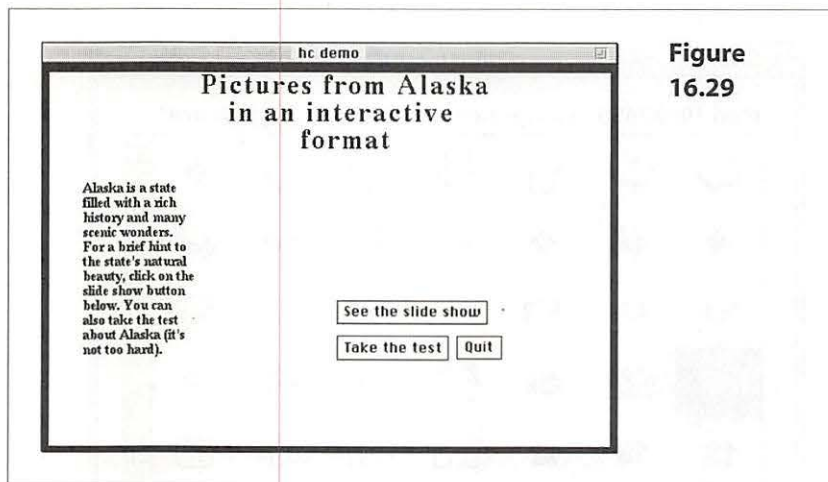 hc demo
Pictures from Alaska
in an interactive
format
Alaska is a state
filled with a rich
history and many
scenic wonders.
For a brief hint to
the state's natural
beauty, click on the
slide show button
below. You can
also take the test
about Alaska (it's
not too hard).
See the slide show
Take the test
Quit
Figure
16.29